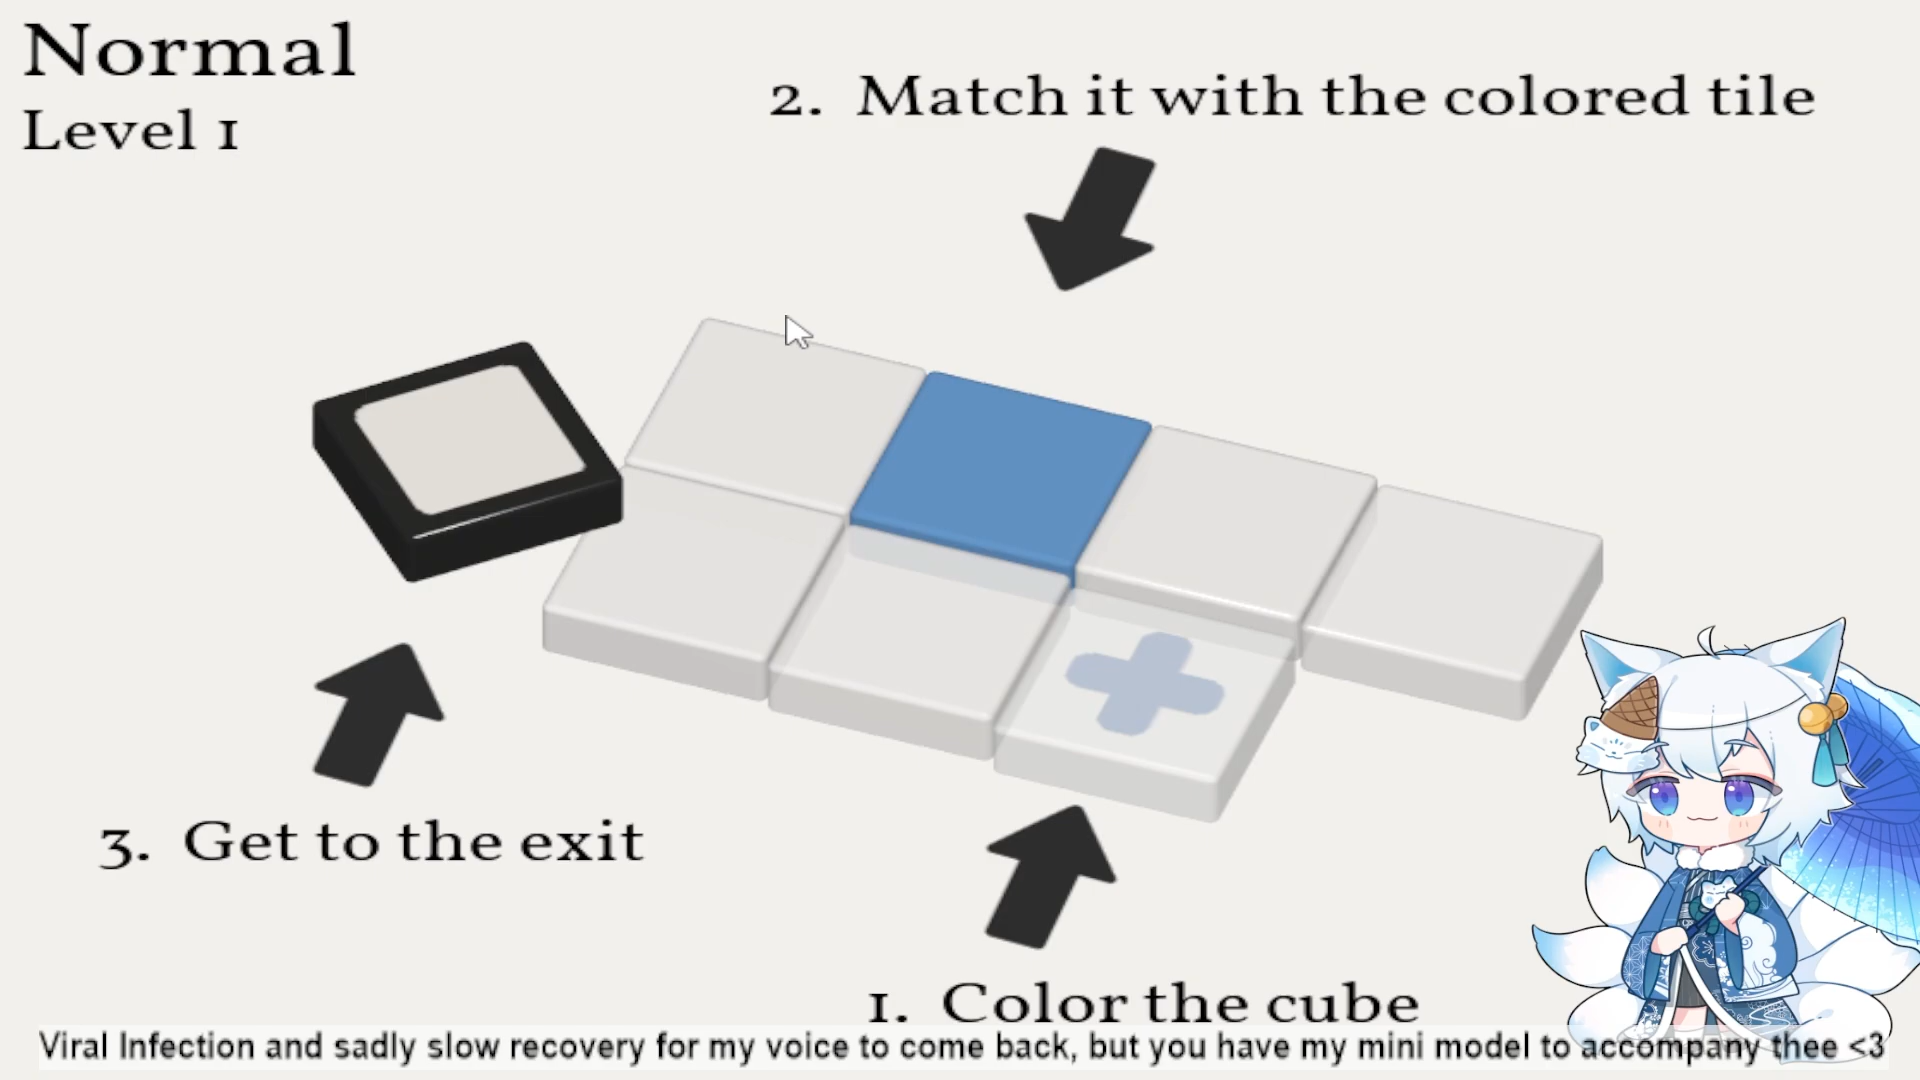 Normal
Level 1
2. Match it with the colored tile
3. Get to the exit
1. Color the cube
Viral Infection and sadly slow recovery for my voice to come back, but you have my mini model to accompany thee <3